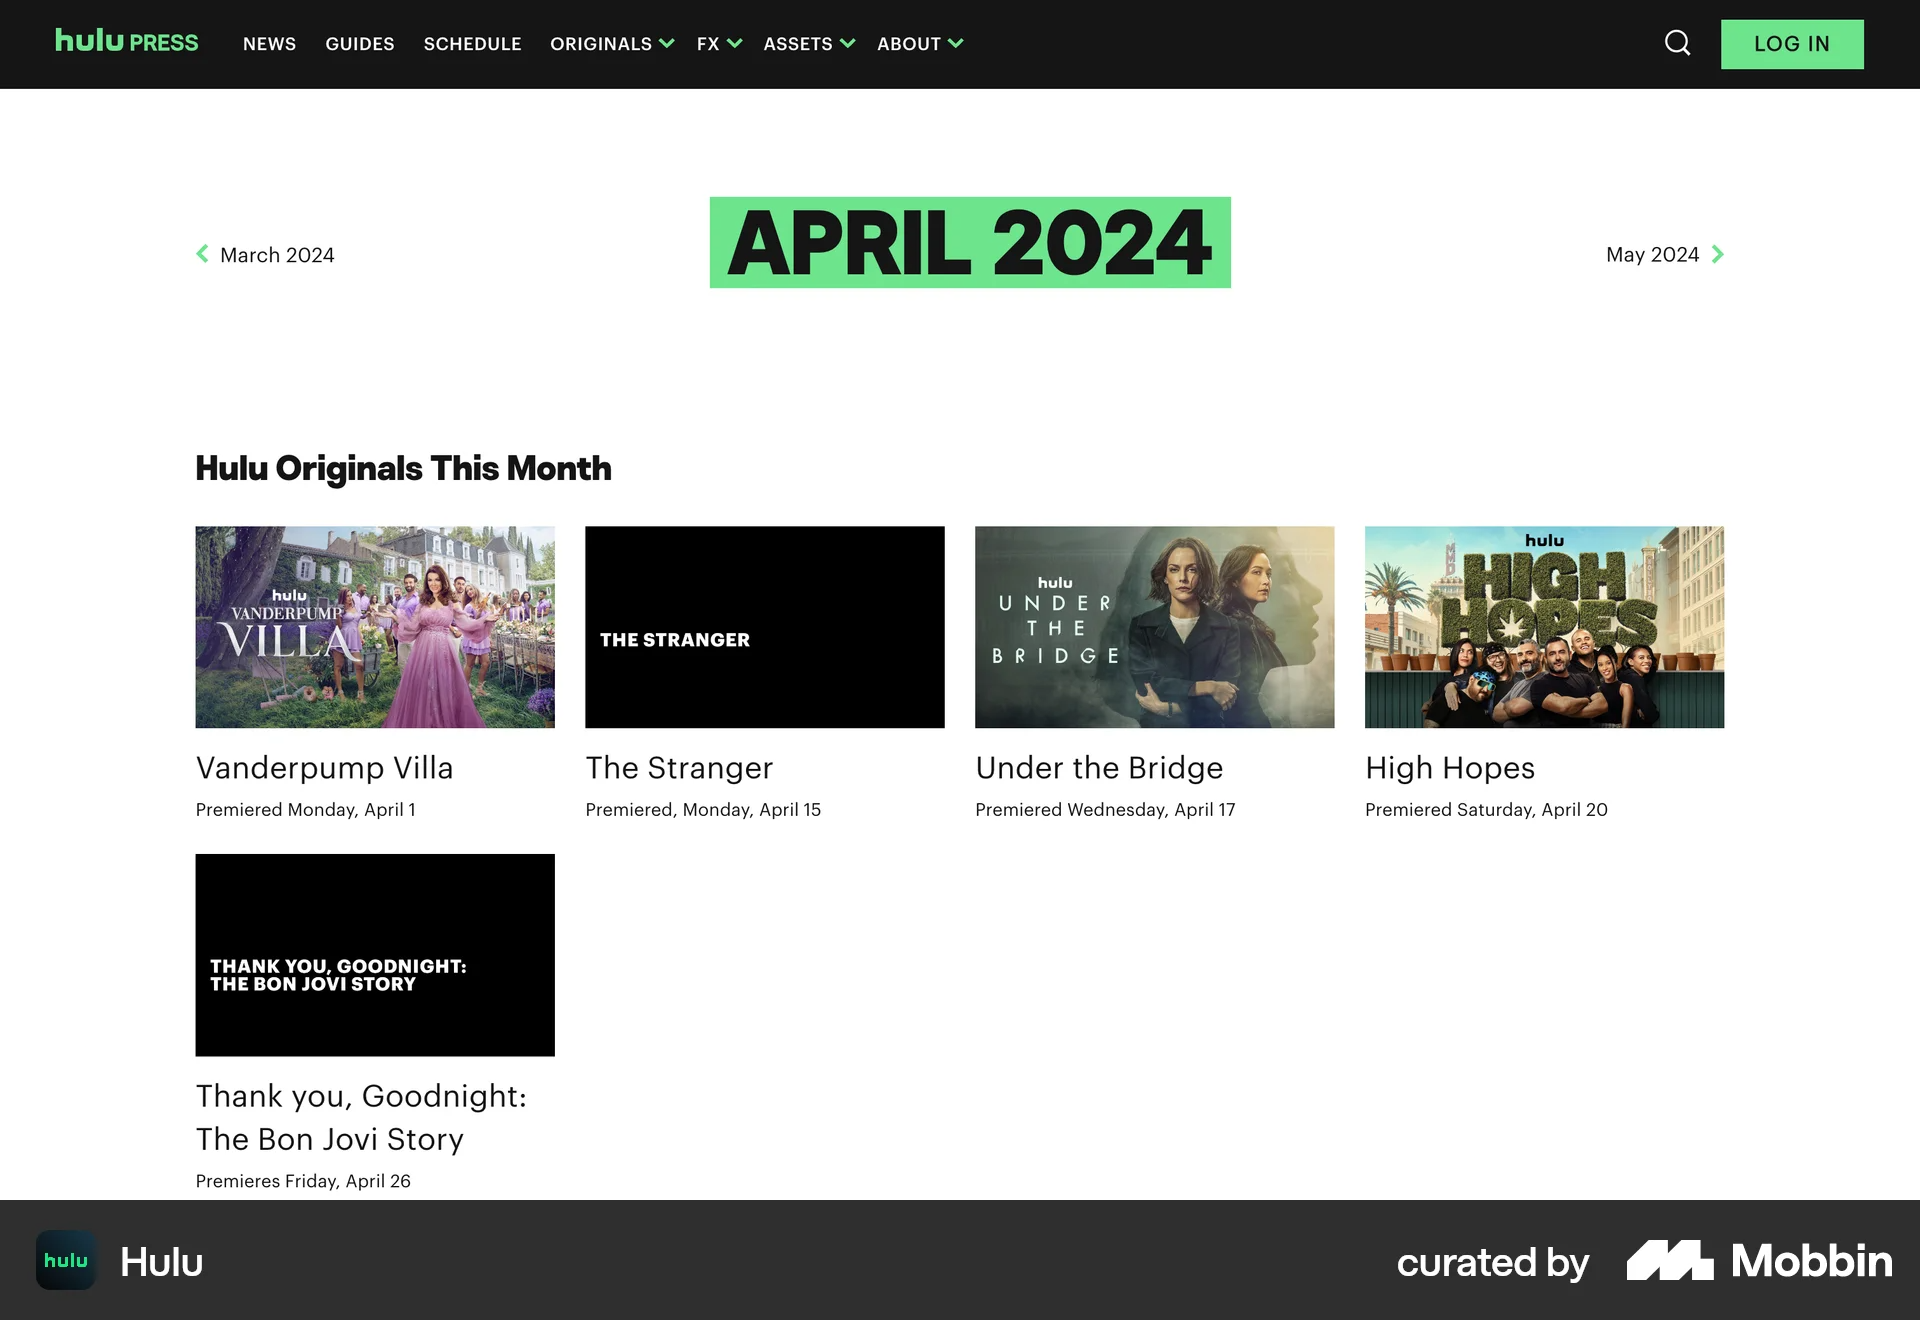 hulu PRESS
NEWS
GUIDES
SCHEDULE
ORIGINALS
FX
ASSETS
ABOUT
LOG IN
March 2024
APRIL 2024
May 2024
Hulu Originals This Month
hulu
VANDERPUMP
VILLA
Vanderpump Villa
Premiered Monday, April 1
THE STRANGER
The Stranger
Premiered, Monday, April 15
hulu
UNDER
THE
BRIDGE
Under the Bridge
Premiered Wednesday, April 17
hulu
HIGH
HOPES
High Hopes
Premiered Saturday, April 20
THANK YOU, GOODNIGHT:
THE BON JOVI STORY
Thank you, Goodnight:
The Bon Jovi Story
Premieres Friday, April 26
hulu
Hulu
curated by
Mobbin